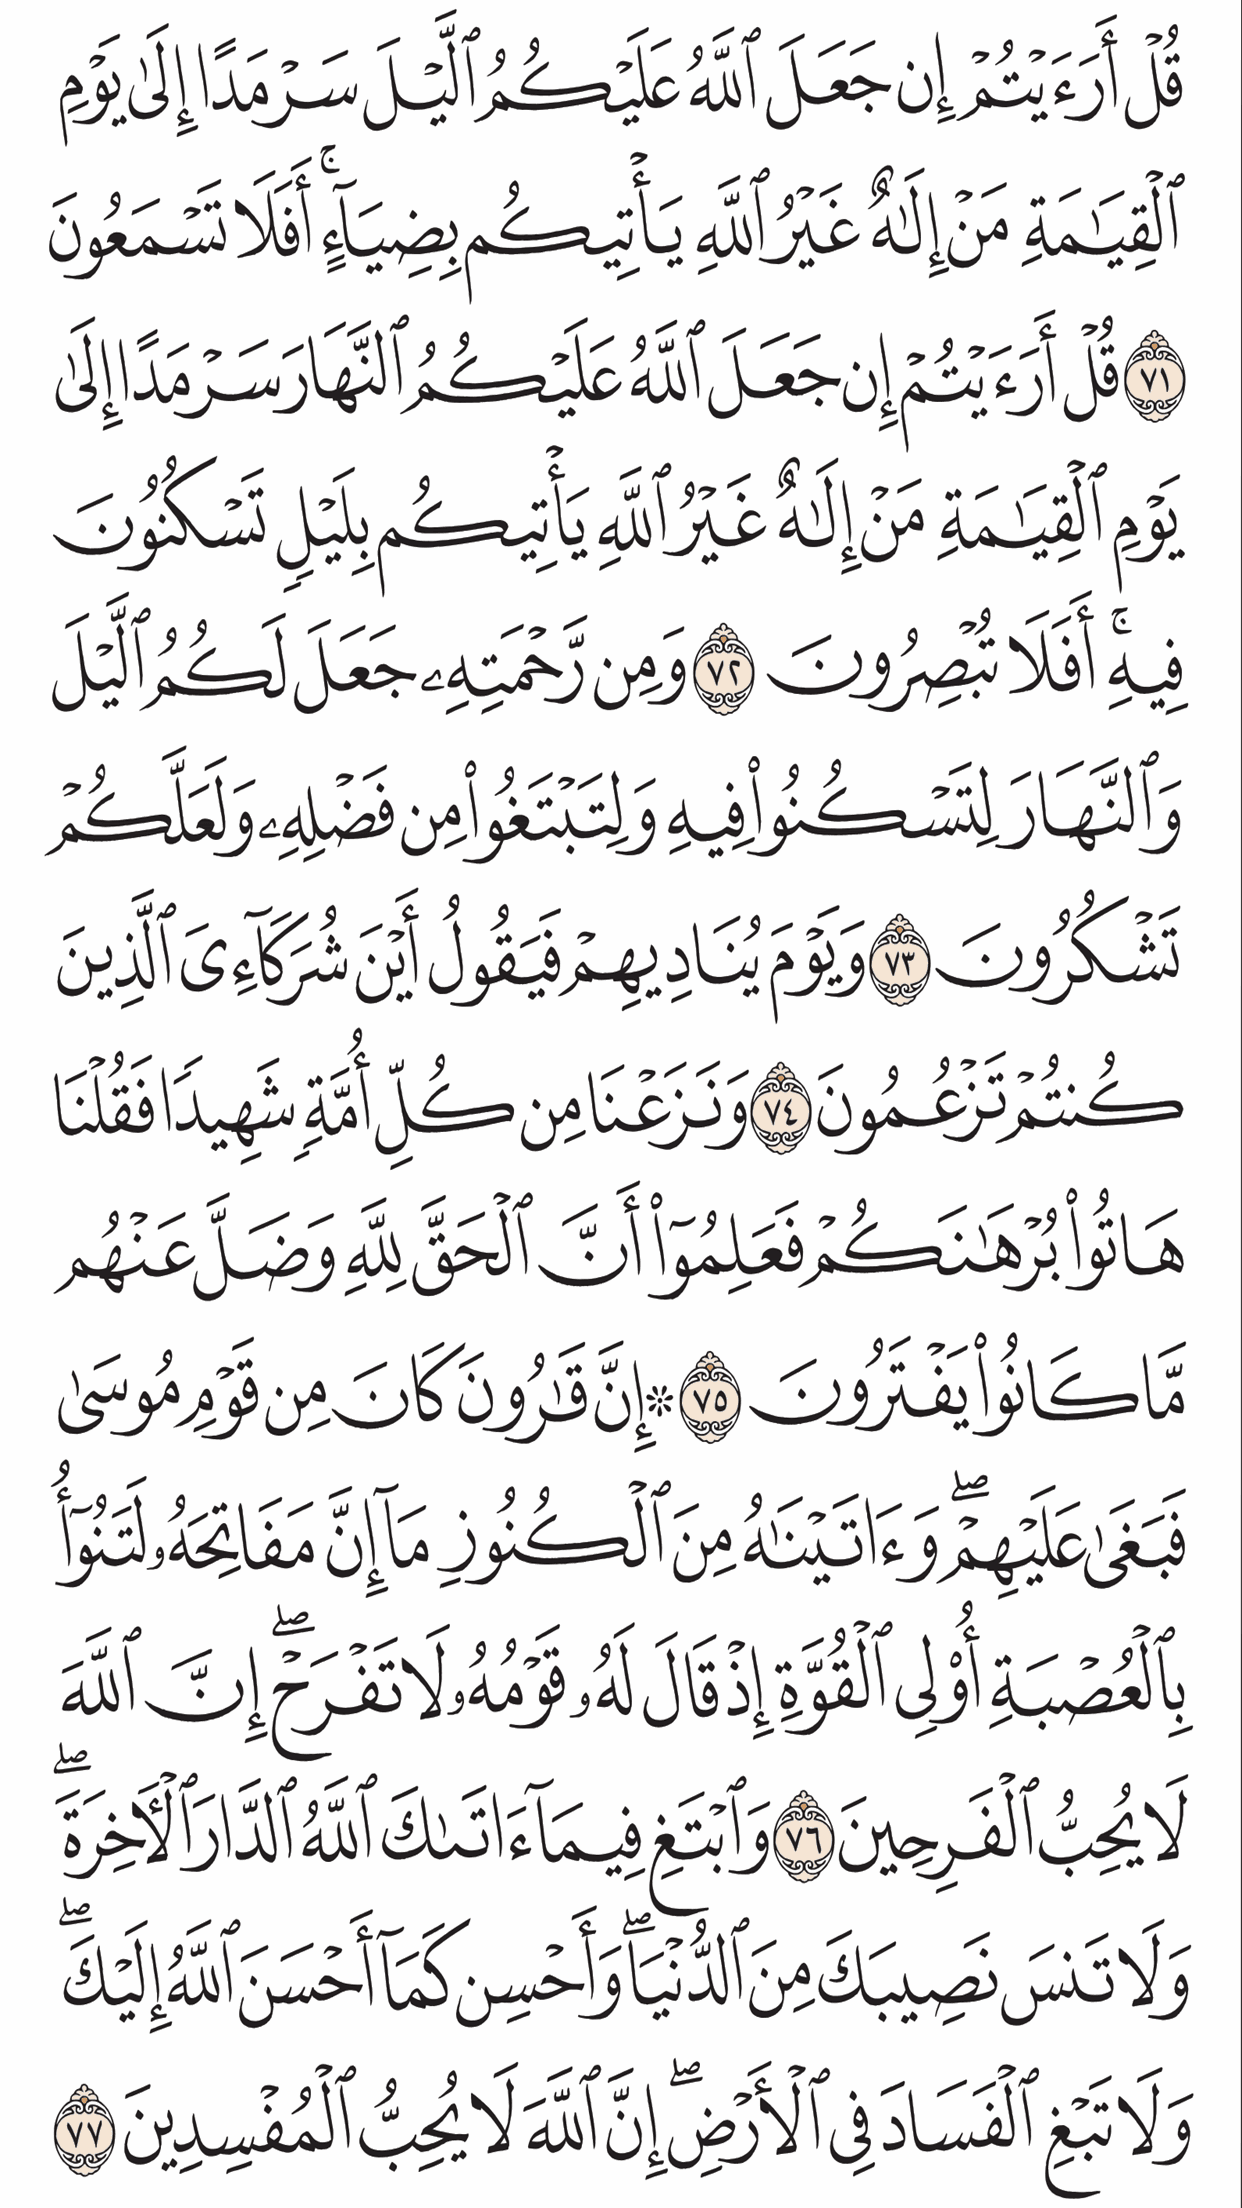 قُلْ أَرَءَيْتُمْ إِن جَعَلَ ٱللَّهُ عَلَيْكُمُ ٱلَّيْلَ سَرْمَدًا إِلَىٰ يَوْمِ
ٱلْقِيَـٰمَةِ مَنْ إِلَـٰهٌ غَيْرُ ٱللَّهِ يَأْتِيكُم بِضِيَآءٍ ۚ أَفَلَا تَسْمَعُونَ
٧١ قُلْ أَرَءَيْتُمْ إِن جَعَلَ ٱللَّهُ عَلَيْكُمُ ٱلنَّهَارَ سَرْمَدًا إِلَىٰ
يَوْمِ ٱلْقِيَـٰمَةِ مَنْ إِلَـٰهٌ غَيْرُ ٱللَّهِ يَأْتِيكُم بِلَيْلٍ تَسْكُنُونَ
فِيهِ ۚ أَفَلَا تُبْصِرُونَ ٧٢ وَمِن رَّحْمَتِهِۦ جَعَلَ لَكُمُ ٱلَّيْلَ
وَٱلنَّهَارَ لِتَسْكُنُوا۟ فِيهِ وَلِتَبْتَغُوا۟ مِن فَضْلِهِۦ وَلَعَلَّكُمْ
تَشْكُرُونَ ٧٣ وَيَوْمَ يُنَادِيهِمْ فَيَقُولُ أَيْنَ شُرَكَآءِىَ ٱلَّذِينَ
كُنتُمْ تَزْعُمُونَ ٧٤ وَنَزَعْنَا مِن كُلِّ أُمَّةٍ شَهِيدًا فَقُلْنَا
هَاتُوا۟ بُرْهَـٰنَكُمْ فَعَلِمُوٓا۟ أَنَّ ٱلْحَقَّ لِلَّهِ وَضَلَّ عَنْهُم
مَّا كَانُوا۟ يَفْتَرُونَ ٧٥ ۞ إِنَّ قَـٰرُونَ كَانَ مِن قَوْمِ مُوسَىٰ
فَبَغَىٰ عَلَيْهِمْ ۖ وَءَاتَيْنَـٰهُ مِنَ ٱلْكُنُوزِ مَآ إِنَّ مَفَاتِحَهُۥ لَتَنُوٓأُ
بِٱلْعُصْبَةِ أُو۟لِى ٱلْقُوَّةِ إِذْ قَالَ لَهُۥ قَوْمُهُۥ لَا تَفْرَحْ ۖ إِنَّ ٱللَّهَ
لَا يُحِبُّ ٱلْفَرِحِينَ ٧٦ وَٱبْتَغِ فِيمَآ ءَاتَىٰكَ ٱللَّهُ ٱلدَّارَ ٱلْـَٔاخِرَةَ ۖ
وَلَا تَنسَ نَصِيبَكَ مِنَ ٱلدُّنْيَا ۖ وَأَحْسِن كَمَآ أَحْسَنَ ٱللَّهُ إِلَيْكَ ۖ
وَلَا تَبْغِ ٱلْفَسَادَ فِى ٱلْأَرْضِ ۖ إِنَّ ٱللَّهَ لَا يُحِبُّ ٱلْمُفْسِدِينَ ٧٧